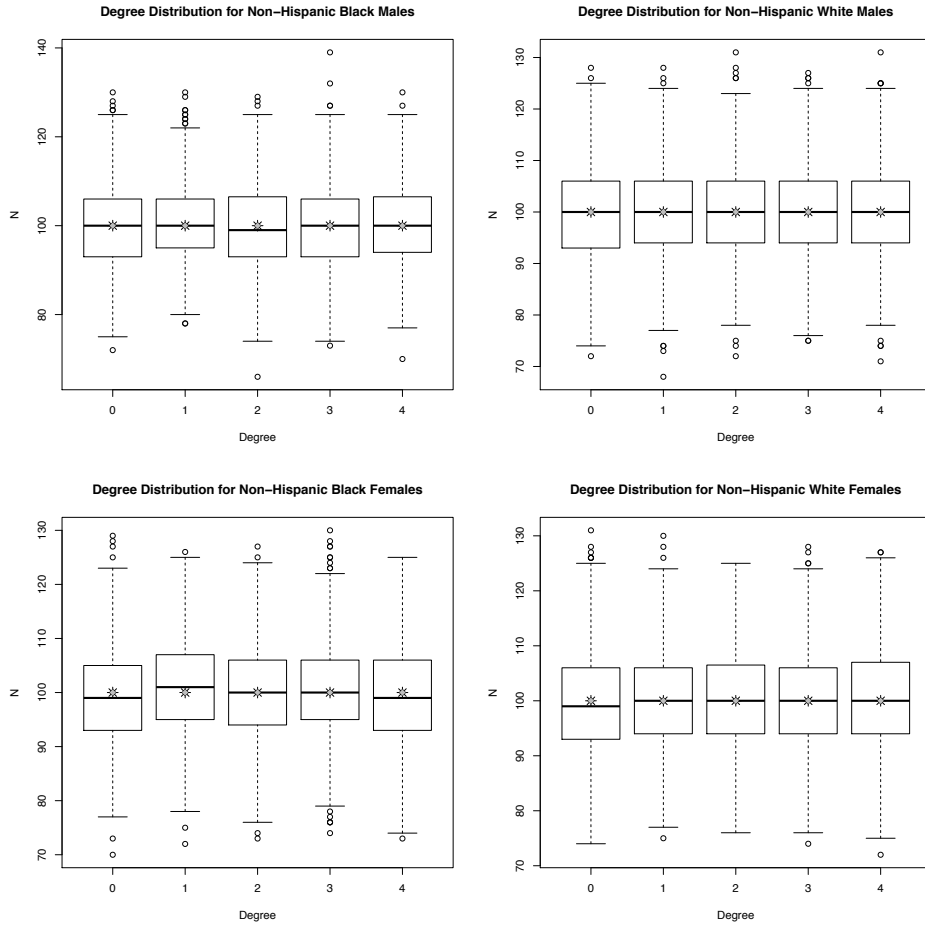 Degree Distribution for Non−Hispanic Black Males
N
140
120
100
80
0 1 2 3 4
Degree
Degree Distribution for Non−Hispanic White Males
N
130
120
110
100
90
80
70
0 1 2 3 4
Degree
Degree Distribution for Non−Hispanic Black Females
N
130
120
110
100
90
80
70
0 1 2 3 4
Degree
Degree Distribution for Non−Hispanic White Females
N
130
120
110
100
90
80
70
0 1 2 3 4
Degree